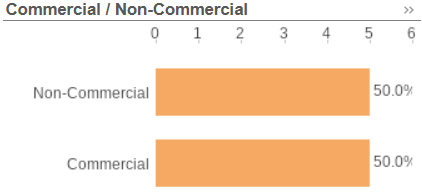 Commercial / Non-Commercial »
0 1 2 3 4 5 6
Non-Commercial 50.0%
Commercial 50.0%